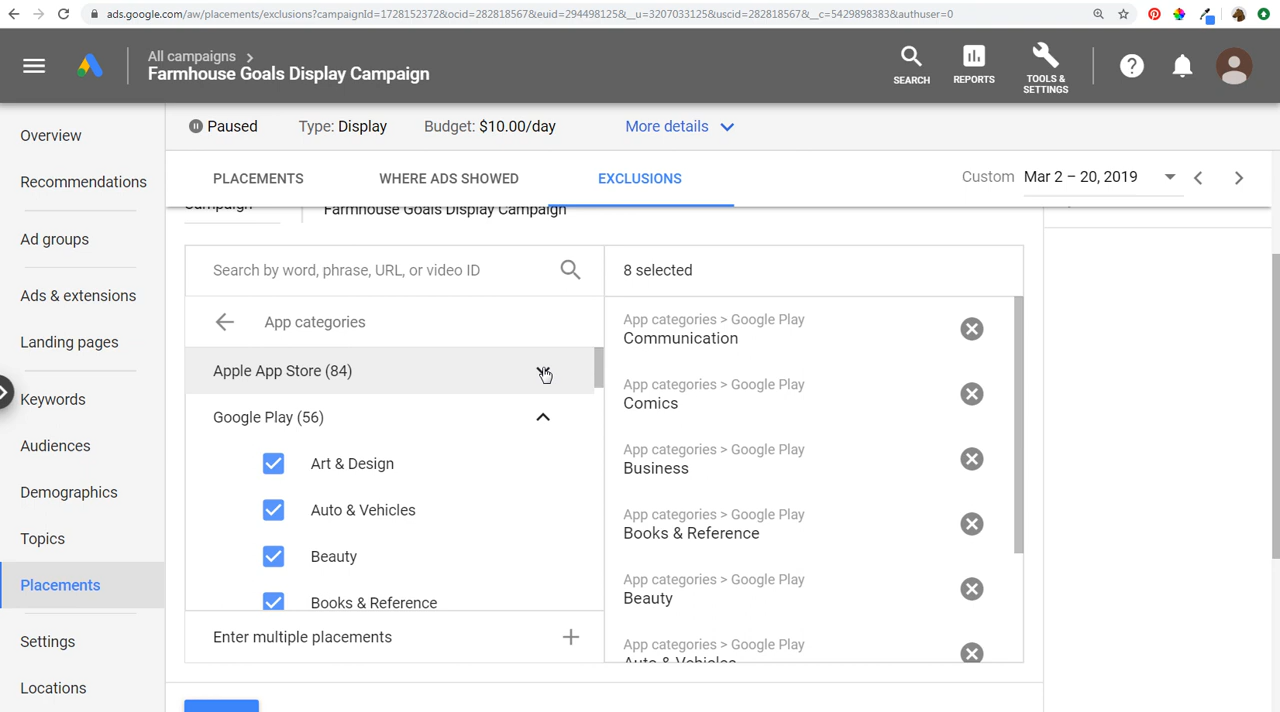 ads.google.com/aw/placements/exclusions?campaignId=1728152372&ocid=282818567&euid=294498125&__u=3207033125&uscid=282818567&__c=5429898383&authuser=0
All campaigns >
Farmhouse Goals Display Campaign
SEARCH
REPORTS
TOOLS & SETTINGS
Overview
Recommendations
Ad groups
Ads & extensions
Landing pages
Keywords
Audiences
Demographics
Topics
Placements
Settings
Locations
Paused Type: Display Budget: $10.00/day More details
PLACEMENTS WHERE ADS SHOWED EXCLUSIONS
Custom Mar 2 – 20, 2019
Campaign Farmhouse Goals Display Campaign
Search by word, phrase, URL, or video ID
App categories
Apple App Store (84)
Google Play (56)
Art & Design
Auto & Vehicles
Beauty
Books & Reference
Enter multiple placements
8 selected
App categories > Google Play
Communication
App categories > Google Play
Comics
App categories > Google Play
Business
App categories > Google Play
Books & Reference
App categories > Google Play
Beauty
App categories > Google Play
Auto & Vehicles